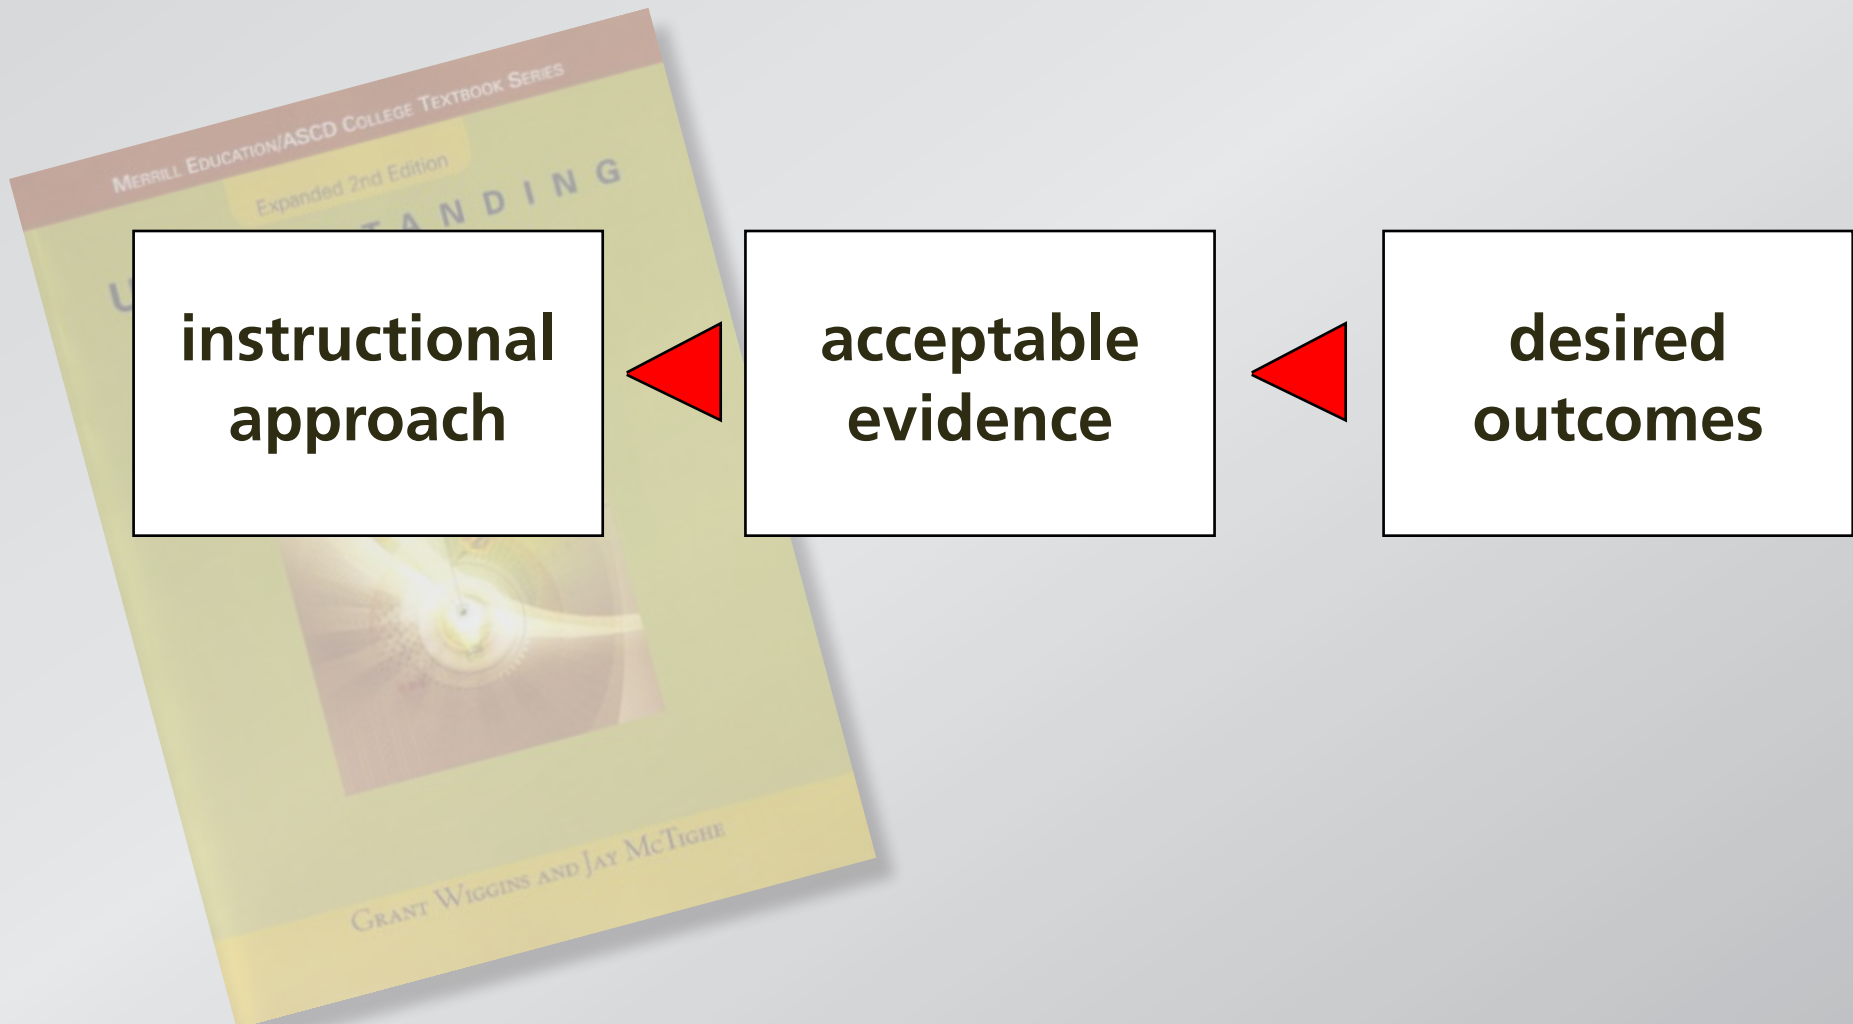 MERRILL EDUCATION/ASCD COLLEGE TEXTBOOK SERIES
Expanded 2nd Edition
TANDING
U
instructional
approach
acceptable
evidence
desired
outcomes
GRANT WIGGINS AND JAY MCTIGHE